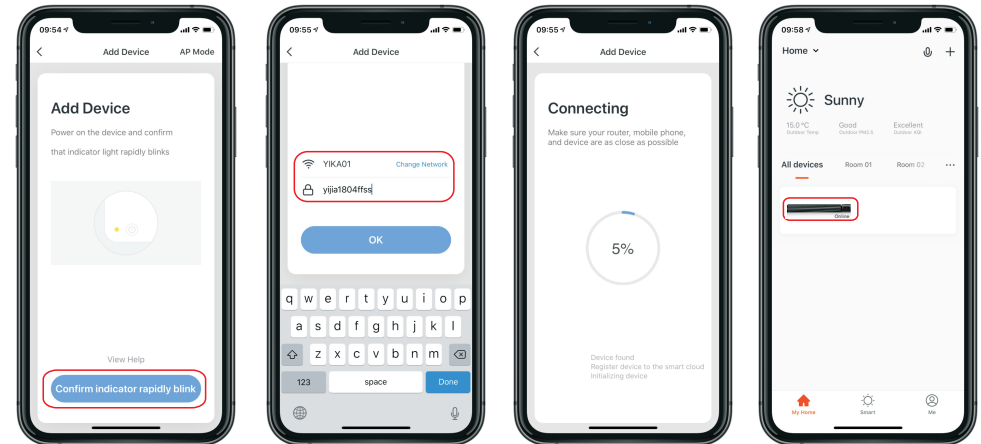 09:54
Add Device
AP Mode
Add Device
Power on the device and confirm
that indicator light rapidly blinks
View Help
Confirm indicator rapidly blink
09:55
Add Device
YIKA01
Change Network
yijia1804ffss
OK
q w e r t y u i o p
a s d f g h j k l
z x c v b n m
123
space
Done
09:55
Add Device
Connecting
Make sure your router, mobile phone,
and device are as close as possible
5%
Device found
Register device to the smart cloud
Initializing device
09:58
Home
Sunny
15.0 °C
Good
Excellent
Outdoor Temp
Outdoor PM2.5
Outdoor AQI
All devices
Room 01
Room 02
Online
My Home
Smart
Me